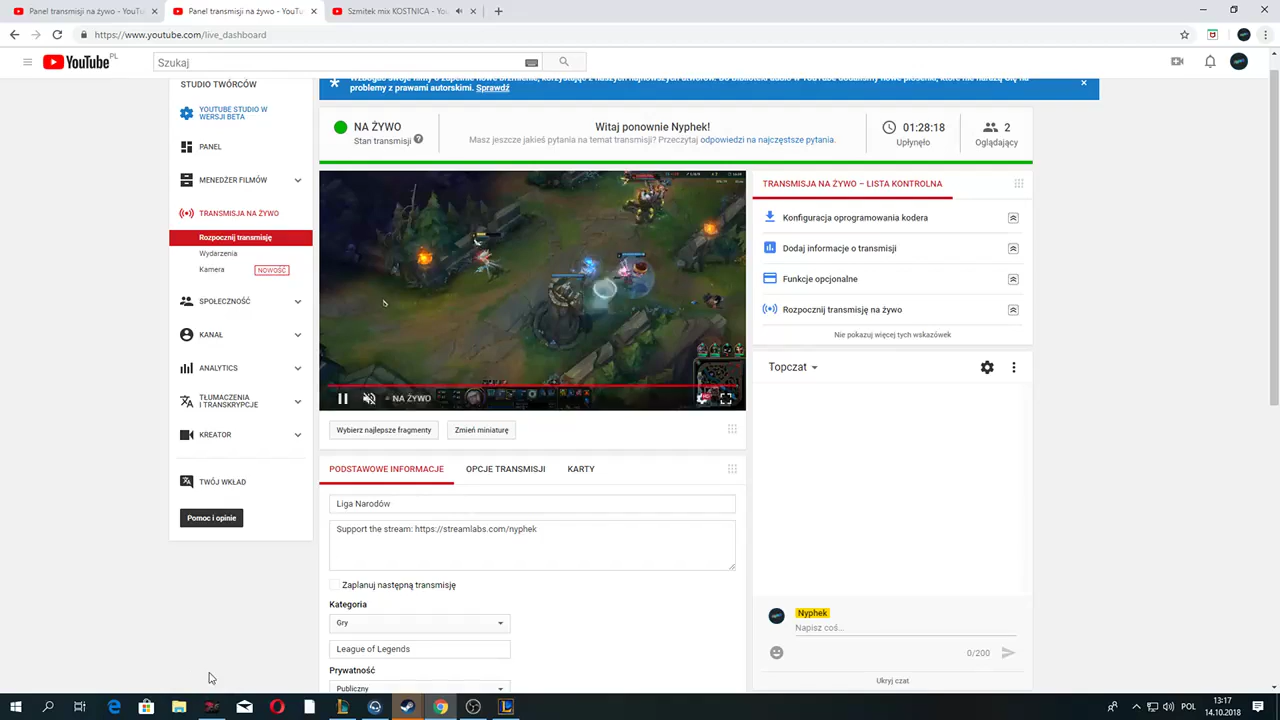 Panel transmisji na żywo - YouTu
Panel transmisji na żywo - YouTu
Szmitek mix KOSTNICA - Yo
https://www.youtube.com/live_dashboard
YouTube PL
Szukaj
STUDIO TWÓRCÓW
YOUTUBE STUDIO W
WERSJI BETA
PANEL
MENEDŻER FILMÓW
TRANSMISJA NA ŻYWO
Rozpocznij transmisję
Wydarzenia
Kamera NOWOŚĆ
SPOŁECZNOŚĆ
KANAŁ
ANALYTICS
TŁUMACZENIA
I TRANSKRYPCJE
KREATOR
TWÓJ WKŁAD
Pomoc i opinie
problemy z prawami autorskimi. Sprawdź
NA ŻYWO
Stan transmisji
Witaj ponownie Nyphek!
Masz jeszcze jakieś pytania na temat transmisji? Przeczytaj odpowiedzi na najczęstsze pytania.
01:28:18
Upłynęło
2
Oglądający
NA ŻYWO
Wybierz najlepsze fragmenty
Zmień miniaturę
PODSTAWOWE INFORMACJE
OPCJE TRANSMISJI
KARTY
Liga Narodów
Support the stream: https://streamlabs.com/nyphek
Zaplanuj następną transmisję
Kategoria
Gry
League of Legends
Prywatność
Publiczny
TRANSMISJA NA ŻYWO – LISTA KONTROLNA
Konfiguracja oprogramowania kodera
Dodaj informacje o transmisji
Funkcje opcjonalne
Rozpocznij transmisję na żywo
Nie pokazuj więcej tych wskazówek
Topczat
Nyphek
Napisz coś...
0/200
Ukryj czat
POL
13:17
14.10.2018